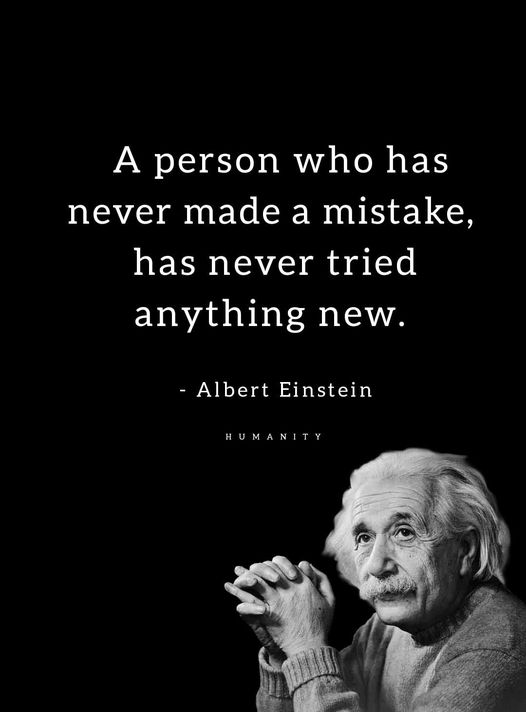 A person who has
never made a mistake,
has never tried
anything new.
- Albert Einstein
HUMANITY